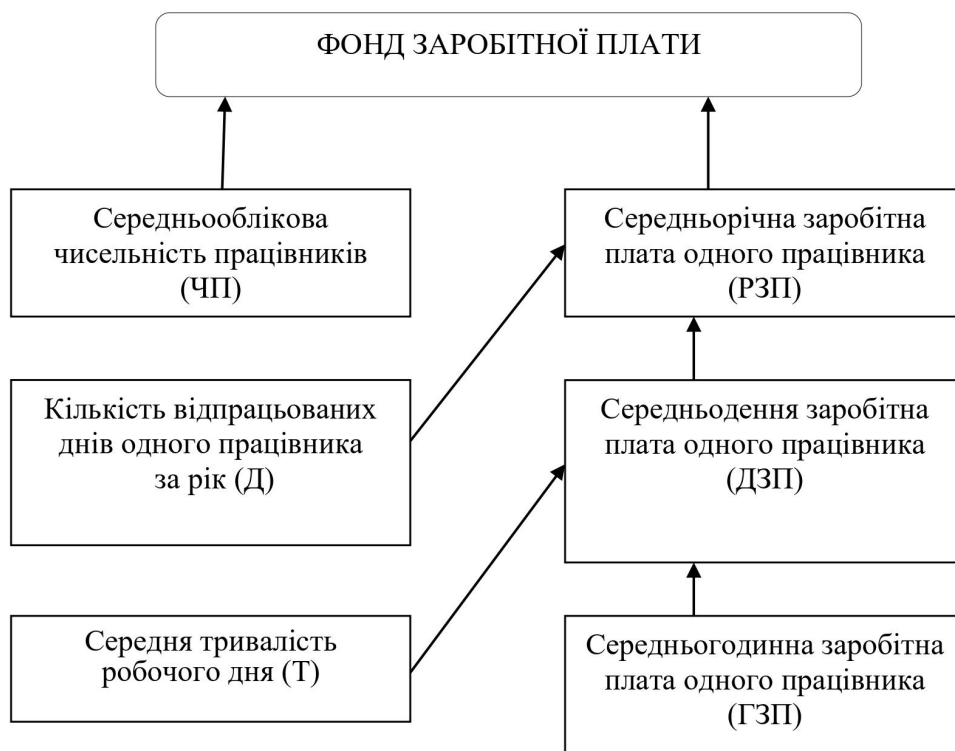 ФОНД ЗАРОБІТНОЇ ПЛАТИ
Середньооблікова
чисельність працівників
(ЧП)
Середньорічна заробітна
плата одного працівника
(РЗП)
Кількість відпрацьованих
днів одного працівника
за рік (Д)
Середньодення заробітна
плата одного працівника
(ДЗП)
Середня тривалість
робочого дня (Т)
Середньогодинна заробітна
плата одного працівника
(ГЗП)